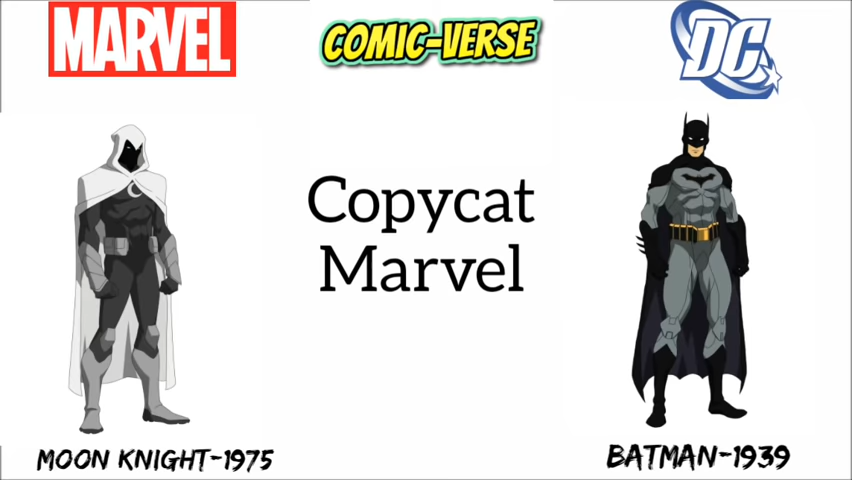 MARVEL
COMIC-VERSE
DC
Copycat
Marvel
MOON KNIGHT-1975
BATMAN-1939